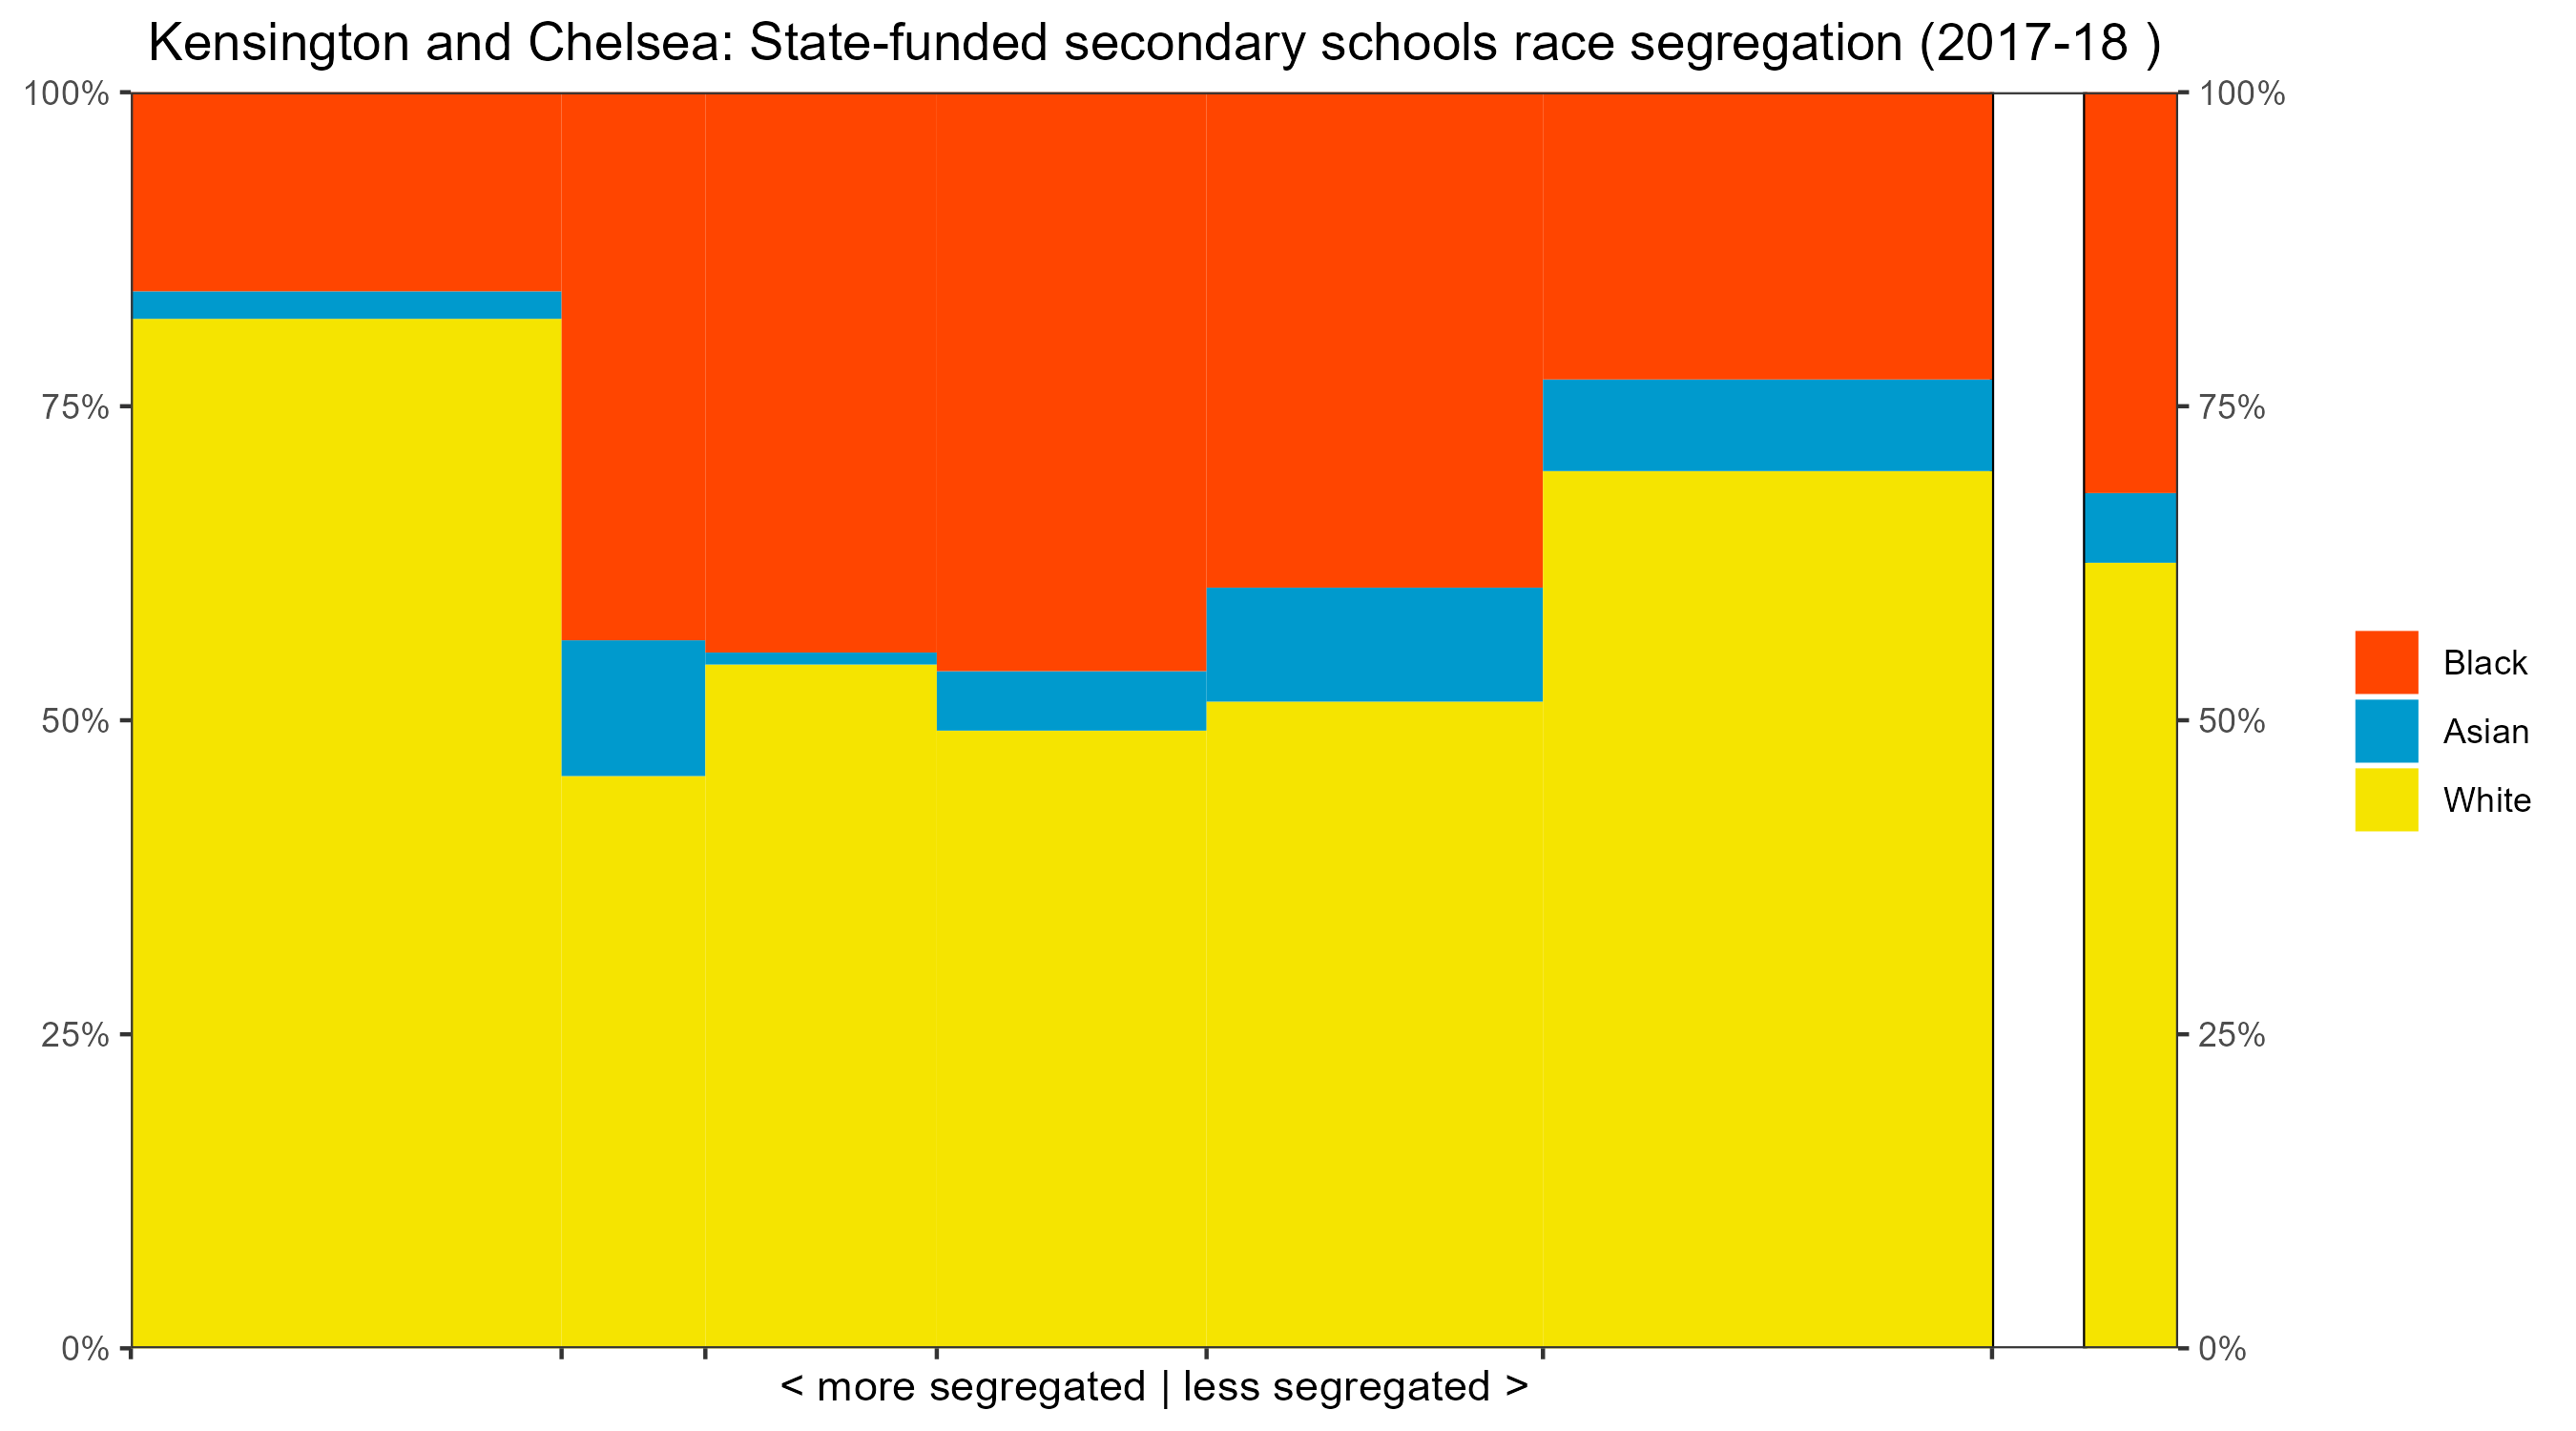 Kensington and Chelsea: State-funded secondary schools race segregation (2017-18 )
100%
100%
75%
75%
50%
50%
25%
25%
0%
0%
Black
Asian
White
< more segregated | less segregated >